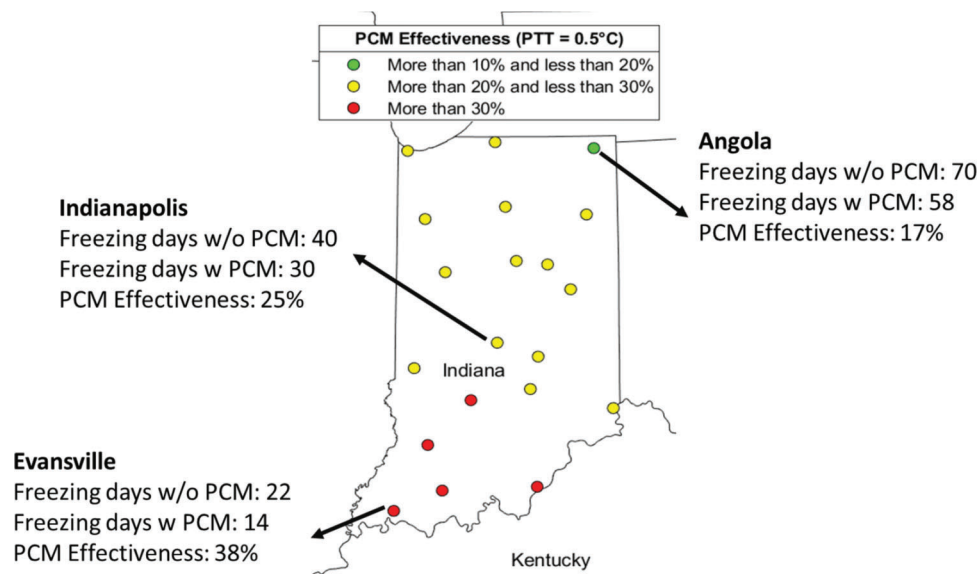 PCM Effectiveness (PTT = 0.5°C)
More than 10% and less than 20%
More than 20% and less than 30%
More than 30%
Angola
Freezing days w/o PCM: 70
Freezing days w PCM: 58
PCM Effectiveness: 17%
Indianapolis
Freezing days w/o PCM: 40
Freezing days w PCM: 30
PCM Effectiveness: 25%
Indiana
Evansville
Freezing days w/o PCM: 22
Freezing days w PCM: 14
PCM Effectiveness: 38%
Kentucky